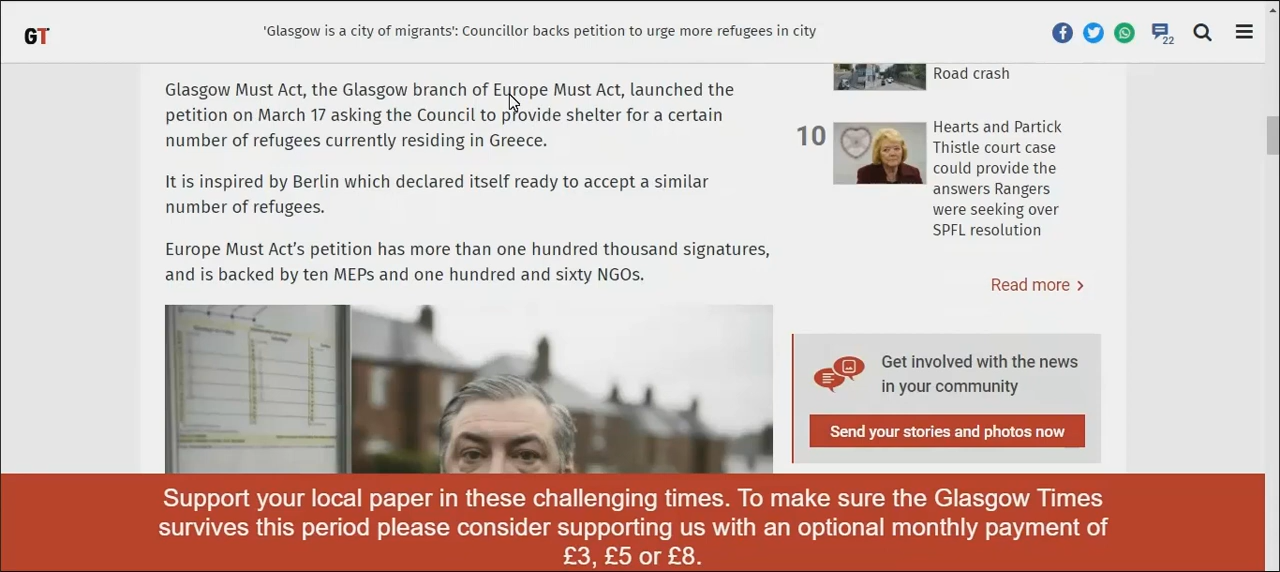 GT
'Glasgow is a city of migrants': Councillor backs petition to urge more refugees in city
22
Glasgow Must Act, the Glasgow branch of Europe Must Act, launched the
petition on March 17 asking the Council to provide shelter for a certain
number of refugees currently residing in Greece.
It is inspired by Berlin which declared itself ready to accept a similar
number of refugees.
Europe Must Act's petition has more than one hundred thousand signatures,
and is backed by ten MEPs and one hundred and sixty NGOs.
Road crash
10
Hearts and Partick
Thistle court case
could provide the
answers Rangers
were seeking over
SPFL resolution
Read more
Get involved with the news
in your community
Send your stories and photos now
Support your local paper in these challenging times. To make sure the Glasgow Times
survives this period please consider supporting us with an optional monthly payment of
£3, £5 or £8.